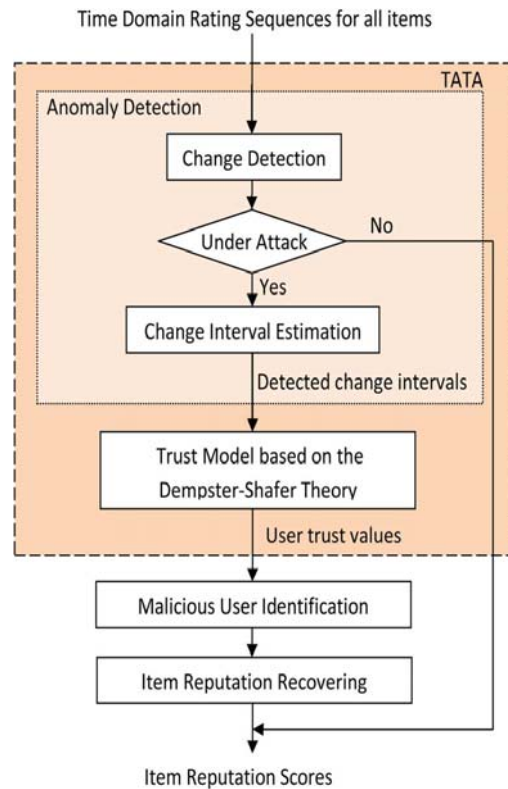 Time Domain Rating Sequences for all items
TATA
Anomaly Detection
Change Detection
Under Attack
No
Yes
Change Interval Estimation
Detected change intervals
Trust Model based on the
Dempster-Shafer Theory
User trust values
Malicious User Identification
Item Reputation Recovering
Item Reputation Scores